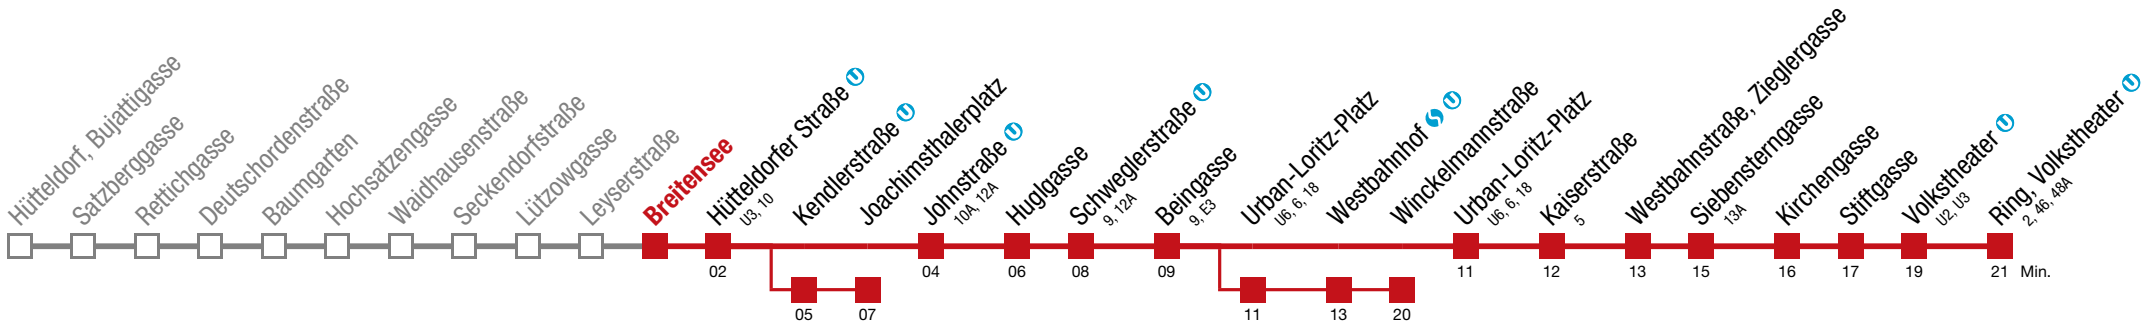 Hütteldorf, Bujattigasse
Satzberggasse
Rettichgasse
Deutschordenstraße
Baumgarten
Hochsatzengasse
Waidhausenstraße
Seckendorfstraße
Lützowgasse
Leyserstraße
Breitensee
Hütteldorfer Straße
U3, 10
Kendlerstraße
Joachimsthalerplatz
Johnstraße
10A, 12A
Huglgasse
Schweglerstraße
9, 12A
Beingasse
9, E3
Urban-Loritz-Platz
U6, 6, 18
Westbahnhof
Winckelmannstraße
Urban-Loritz-Platz
U6, 6, 18
Kaiserstraße
5
Westbahnstraße, Zieglergasse
Siebensterngasse
13A
Kirchengasse
Stiftgasse
Volkstheater
U2, U3
Ring, Volkstheater
2, 46, 48A
02 04 06 08 09 11 12 13 15 16 17 19 21 Min.
05 07 11 13 20